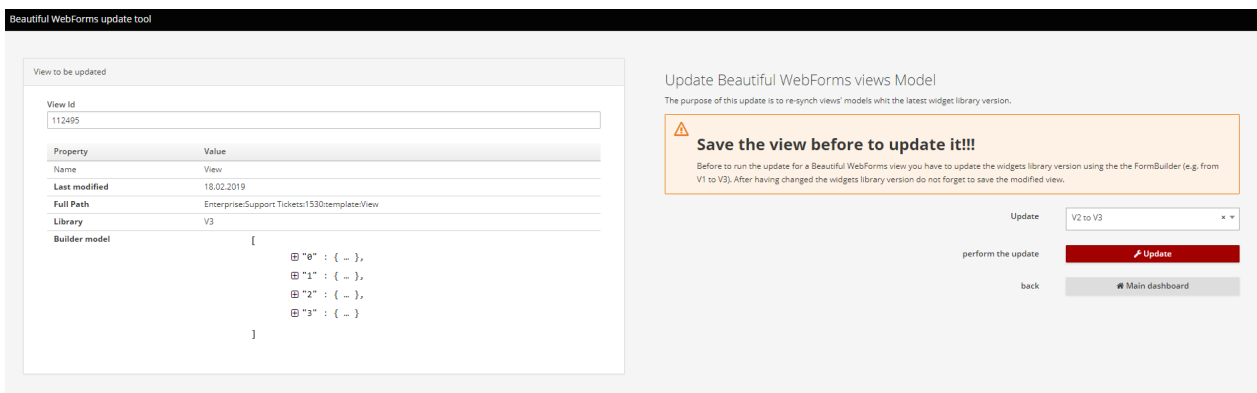 Beautiful WebForms update tool
View to be updated
View Id
112495
Property Value
Name View
Last modified 18.02.2019
Full Path Enterprise:Support Tickets:1530:template:View
Library V3
Builder model [
"0" : { … },
"1" : { … },
"2" : { … },
"3" : { … }
]
Update Beautiful WebForms views Model
The purpose of this update is to re-synch views' models whit the latest widget library version.
Save the view before to update it!!!
Before to run the update for a Beautiful WebForms view you have to update the widgets library version using the the FormBuilder (e.g. from
V1 to V3). After having changed the widgets library version do not forget to save the modified view.
Update V2 to V3
perform the update Update
back Main dashboard